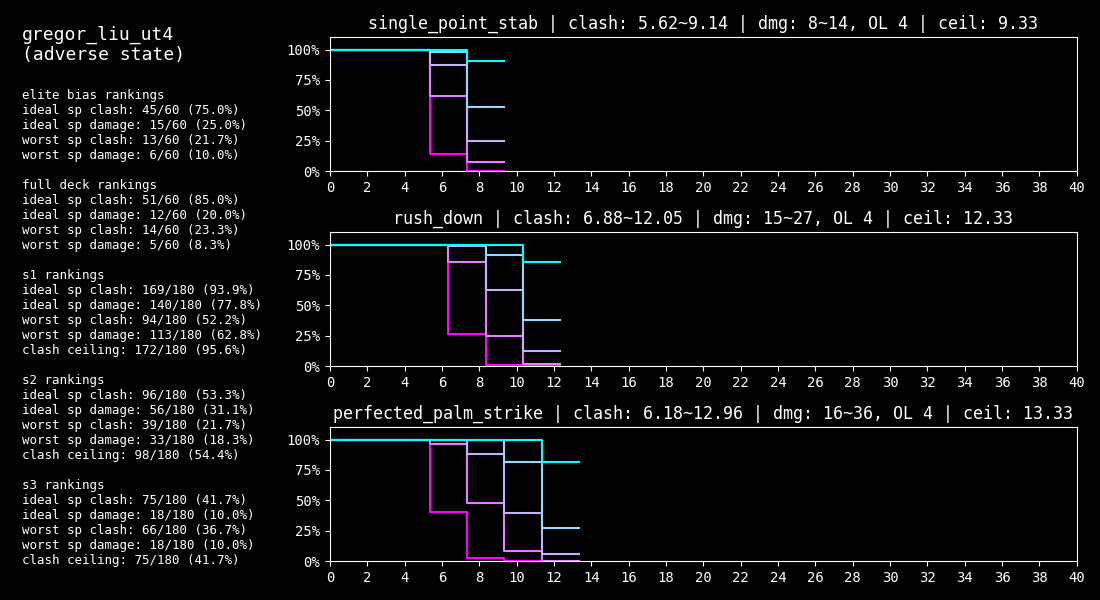 gregor_liu_ut4
(adverse state)
elite bias rankings
ideal sp clash: 45/60 (75.0%)
ideal sp damage: 15/60 (25.0%)
worst sp clash: 13/60 (21.7%)
worst sp damage: 6/60 (10.0%)
full deck rankings
ideal sp clash: 51/60 (85.0%)
ideal sp damage: 12/60 (20.0%)
worst sp clash: 14/60 (23.3%)
worst sp damage: 5/60 (8.3%)
s1 rankings
ideal sp clash: 169/180 (93.9%)
ideal sp damage: 140/180 (77.8%)
worst sp clash: 94/180 (52.2%)
worst sp damage: 113/180 (62.8%)
clash ceiling: 172/180 (95.6%)
s2 rankings
ideal sp clash: 96/180 (53.3%)
ideal sp damage: 56/180 (31.1%)
worst sp clash: 39/180 (21.7%)
worst sp damage: 33/180 (18.3%)
clash ceiling: 98/180 (54.4%)
s3 rankings
ideal sp clash: 75/180 (41.7%)
ideal sp damage: 18/180 (10.0%)
worst sp clash: 66/180 (36.7%)
worst sp damage: 18/180 (10.0%)
clash ceiling: 75/180 (41.7%)
single_point_stab | clash: 5.62~9.14 | dmg: 8~14, OL 4 | ceil: 9.33
100%
75%
50%
25%
0%
0 2 4 6 8 10 12 14 16 18 20 22 24 26 28 30 32 34 36 38 40
rush_down | clash: 6.88~12.05 | dmg: 15~27, OL 4 | ceil: 12.33
100%
75%
50%
25%
0%
0 2 4 6 8 10 12 14 16 18 20 22 24 26 28 30 32 34 36 38 40
perfected_palm_strike | clash: 6.18~12.96 | dmg: 16~36, OL 4 | ceil: 13.33
100%
75%
50%
25%
0%
0 2 4 6 8 10 12 14 16 18 20 22 24 26 28 30 32 34 36 38 40